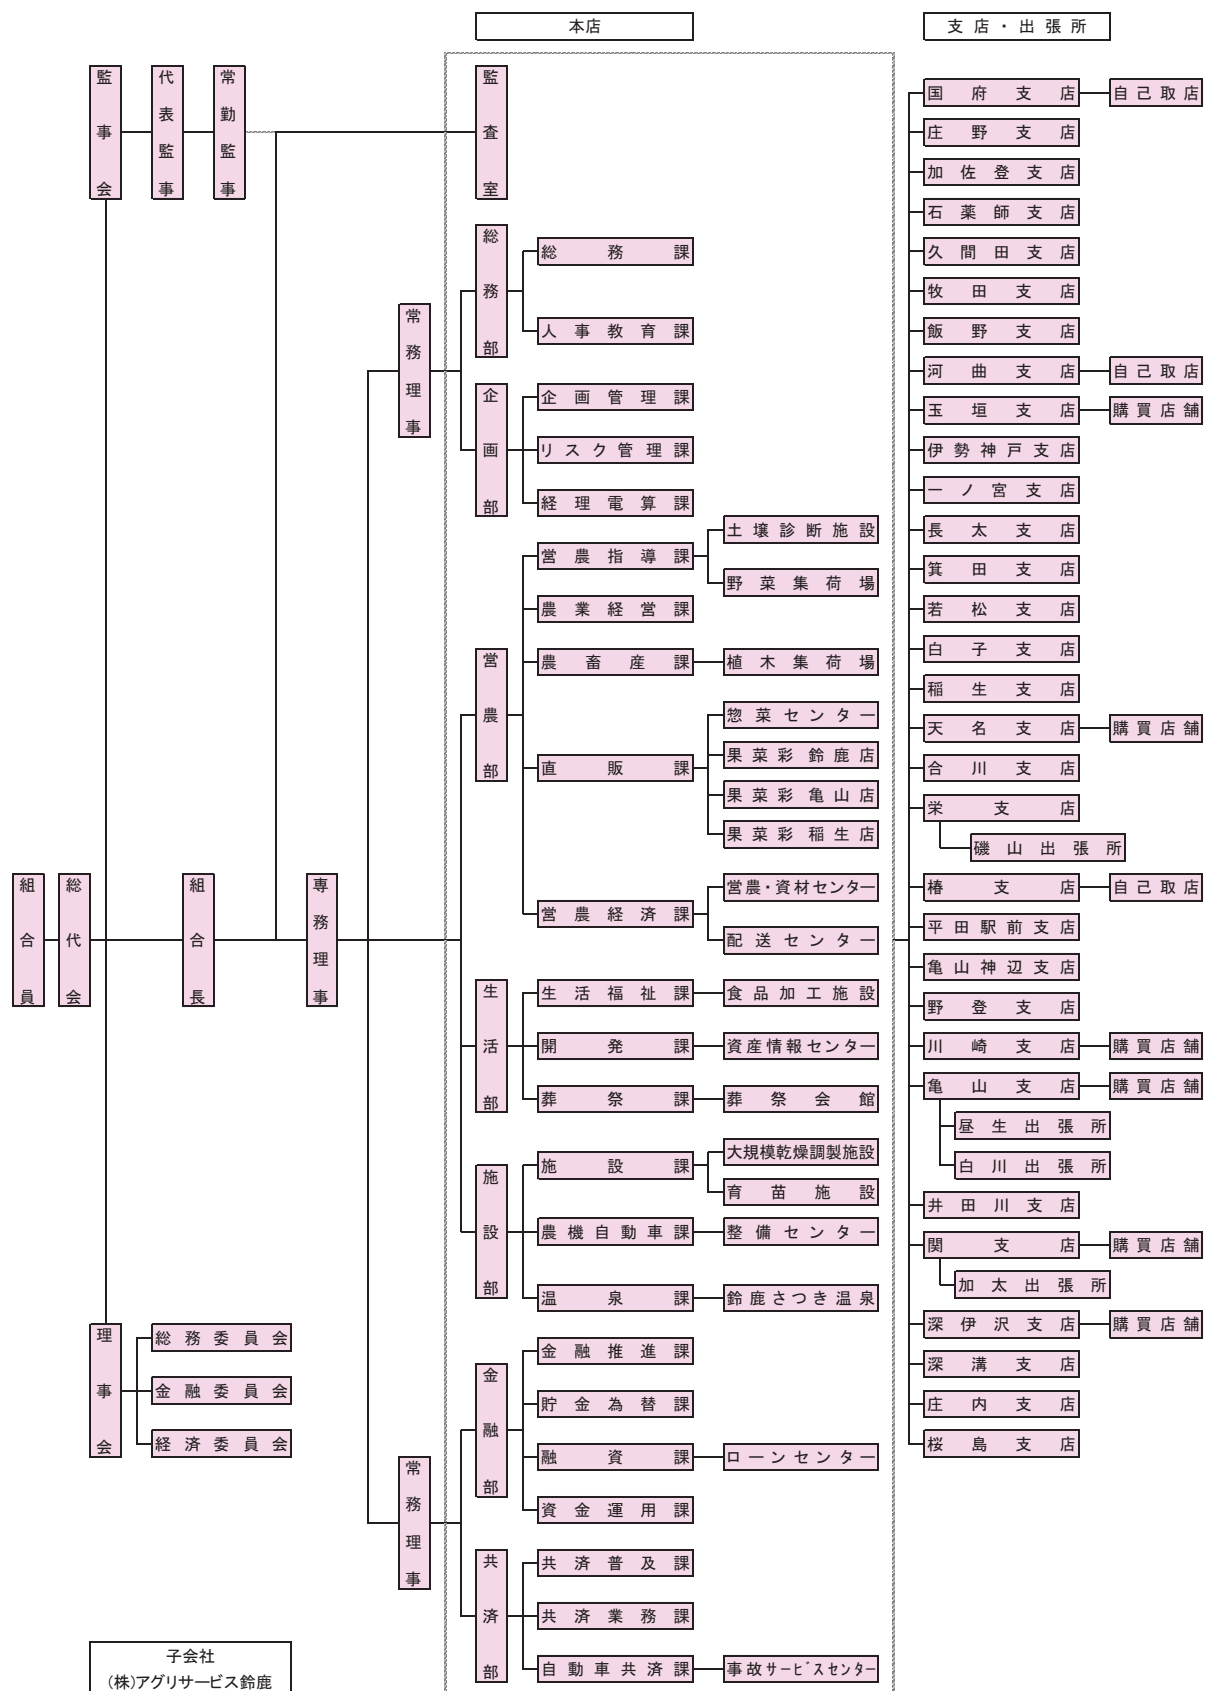 本店
支店・出張所
監事会
代表監事
常勤監事
監査室
総務部
総務課
人事教育課
常務理事
企画部
企画管理課
リスク管理課
経理電算課
営農部
営農指導課
土壌診断施設
野菜集荷場
農業経営課
農畜産課
植木集荷場
直販課
惣菜センター
果菜彩鈴鹿店
果菜彩亀山店
果菜彩稲生店
営農経済課
営農・資材センター
配送センター
組合員
総代会
組合長
専務理事
生活部
生活福祉課
食品加工施設
開発課
資産情報センター
葬祭課
葬祭会館
施設部
施設課
大規模乾燥調製施設
育苗施設
農機自動車課
整備センター
温泉課
鈴鹿さつき温泉
理事会
総務委員会
金融委員会
経済委員会
常務理事
金融部
金融推進課
貯金為替課
融資課
ローンセンター
資金運用課
共済部
共済普及課
共済業務課
自動車共済課
事故サービスセンター
国府支店
自己取店
庄野支店
加佐登支店
石薬師支店
久間田支店
牧田支店
飯野支店
河曲支店
自己取店
玉垣支店
購買店舗
伊勢神戸支店
一ノ宮支店
長太支店
箕田支店
若松支店
白子支店
稲生支店
天名支店
購買店舗
合川支店
栄支店
磯山出張所
椿支店
自己取店
平田駅前支店
亀山神辺支店
野登支店
川崎支店
購買店舗
亀山支店
購買店舗
昼生出張所
白川出張所
井田川支店
関支店
購買店舗
加太出張所
深伊沢支店
購買店舗
深溝支店
庄内支店
桜島支店
子会社
(株)アグリサービス鈴鹿